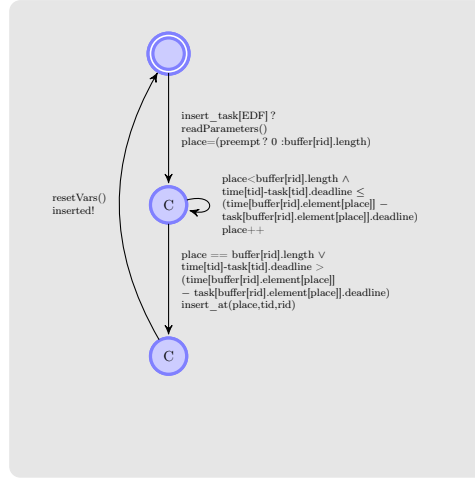 insert_task[EDF] ?
readParameters()
place=(preempt ? 0 :buffer[rid].length)
place<buffer[rid].length ∧
time[tid]-task[tid].deadline ≤
(time[buffer[rid].element[place]] −
task[buffer[rid].element[place]].deadline)
place++
resetVars()
inserted!
C
place == buffer[rid].length ∨
time[tid]-task[tid].deadline >
(time[buffer[rid].element[place]]
− task[buffer[rid].element[place]].deadline)
insert_at(place,tid,rid)
C